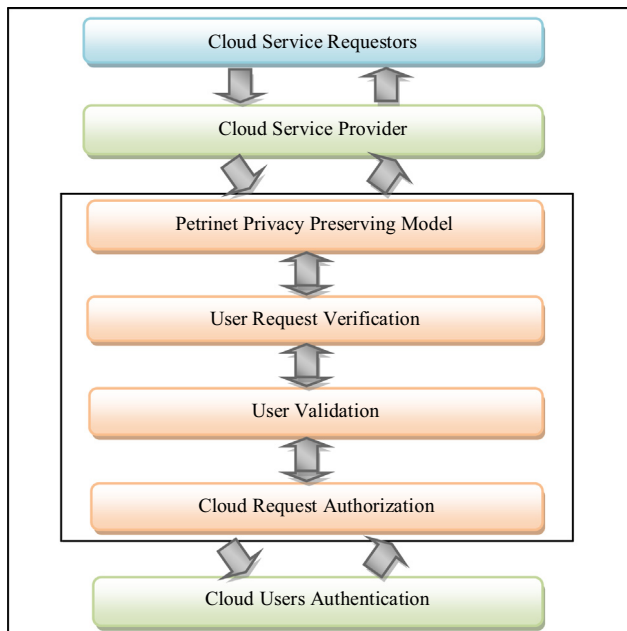 Cloud Service Requestors
Cloud Service Provider
Petrinet Privacy Preserving Model
User Request Verification
User Validation
Cloud Request Authorization
Cloud Users Authentication